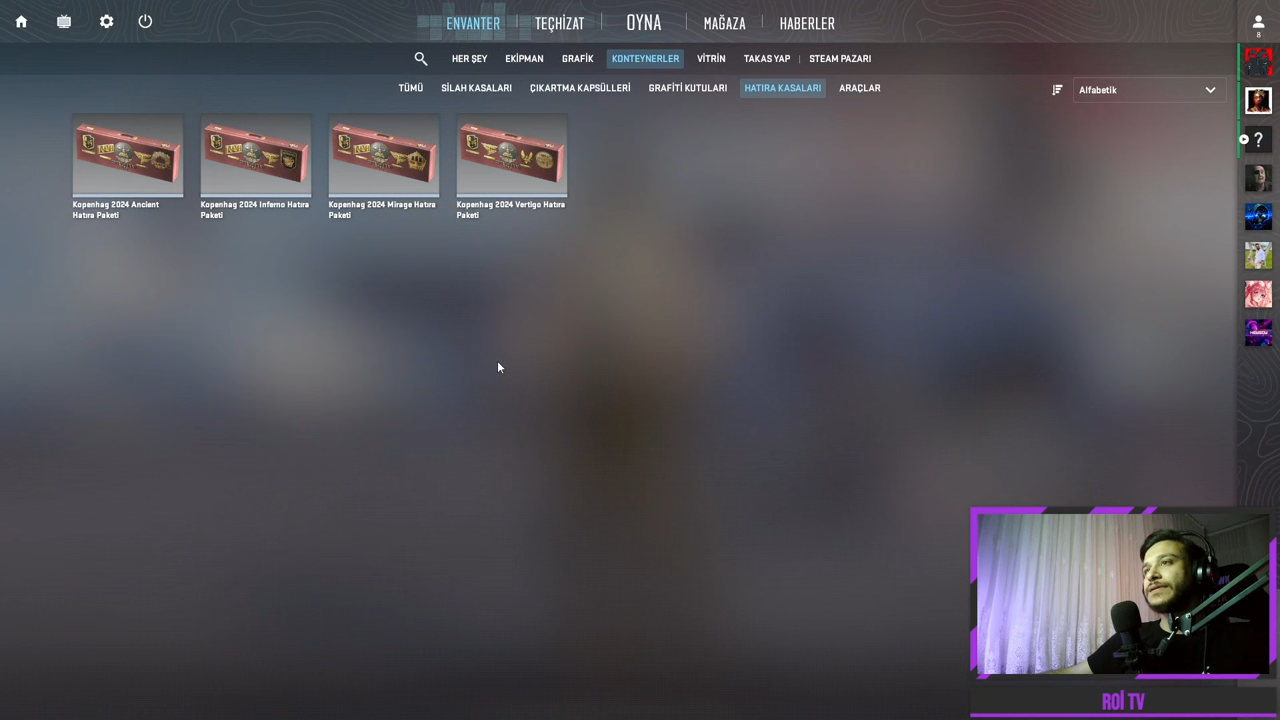 ENVANTER
TEÇHİZAT
OYNA
MAĞAZA
HABERLER
8
HER ŞEY
EKİPMAN
GRAFİK
KONTEYNERLER
VİTRİN
TAKAS YAP
STEAM PAZARI
TÜMÜ
SİLAH KASALARI
ÇIKARTMA KAPSÜLLERİ
GRAFİTİ KUTULARI
HATIRA KASALARI
ARAÇLAR
Alfabetik
Kopenhag 2024 Ancient
Hatıra Paketi
Kopenhag 2024 Inferno Hatıra
Paketi
Kopenhag 2024 Mirage Hatıra
Paketi
Kopenhag 2024 Vertigo Hatıra
Paketi
?
ROİ TV